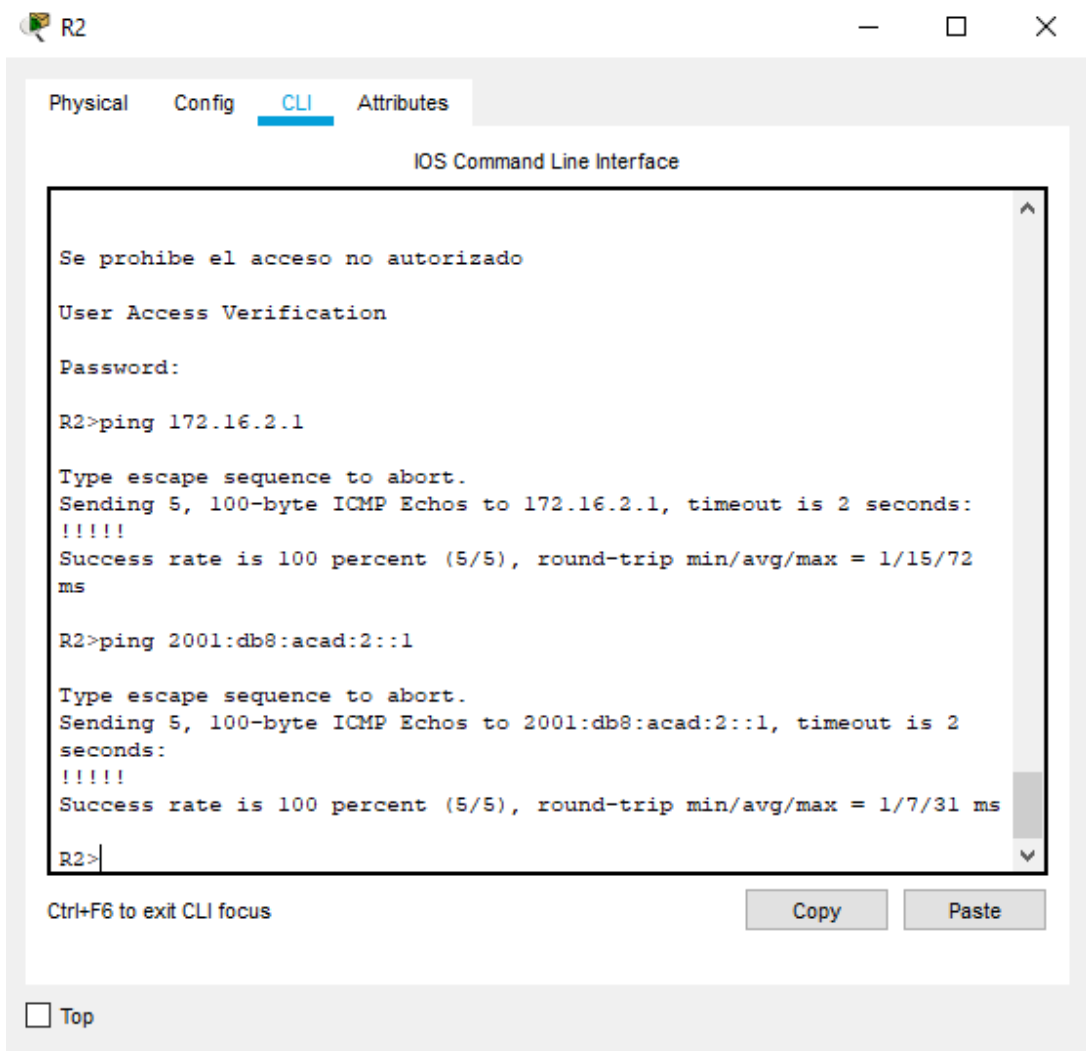 R2
Physical Config CLI Attributes
IOS Command Line Interface
Se prohibe el acceso no autorizado
User Access Verification
Password:
R2>ping 172.16.2.1
Type escape sequence to abort.
Sending 5, 100-byte ICMP Echos to 172.16.2.1, timeout is 2 seconds:
!!!!!
Success rate is 100 percent (5/5), round-trip min/avg/max = 1/15/72
ms
R2>ping 2001:db8:acad:2::1
Type escape sequence to abort.
Sending 5, 100-byte ICMP Echos to 2001:db8:acad:2::1, timeout is 2
seconds:
!!!!!
Success rate is 100 percent (5/5), round-trip min/avg/max = 1/7/31 ms
R2>
Ctrl+F6 to exit CLI focus
Copy Paste
Top